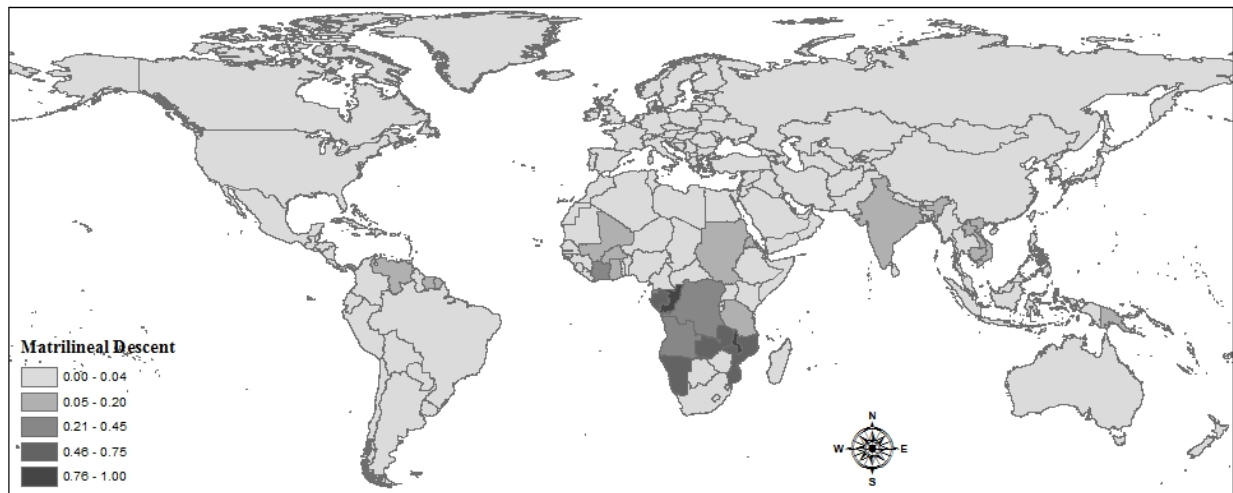 Matrilineal Descent
0.00 - 0.04
0.05 - 0.20
0.21 - 0.45
0.46 - 0.75
0.76 - 1.00
N
W E
S